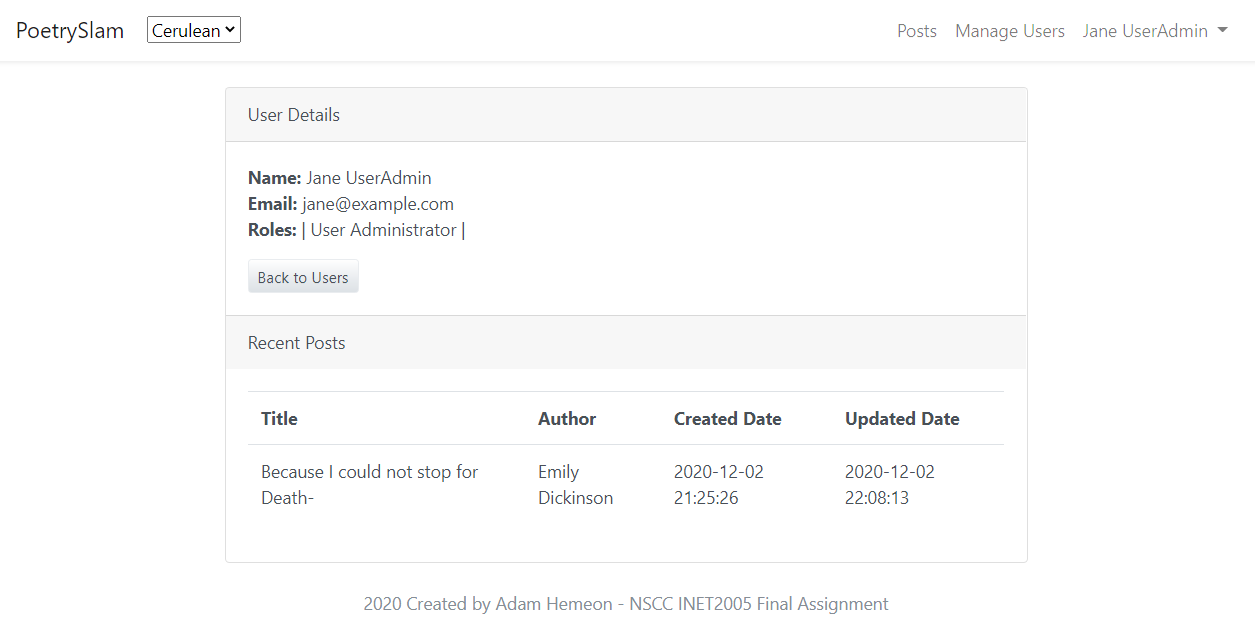 PoetrySlam Cerulean Posts Manage Users Jane UserAdmin
User Details
Name: Jane UserAdmin
Email: jane@example.com
Roles: | User Administrator |
Back to Users
Recent Posts
Title Author Created Date Updated Date
Because I could not stop for Emily 2020-12-02 2020-12-02
Death- Dickinson 21:25:26 22:08:13
2020 Created by Adam Hemeon - NSCC INET2005 Final Assignment